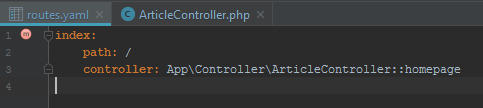 routes.yaml ArticleController.php
1 index:
2 path: /
3 controller: App\Controller\ArticleController::homepage
4